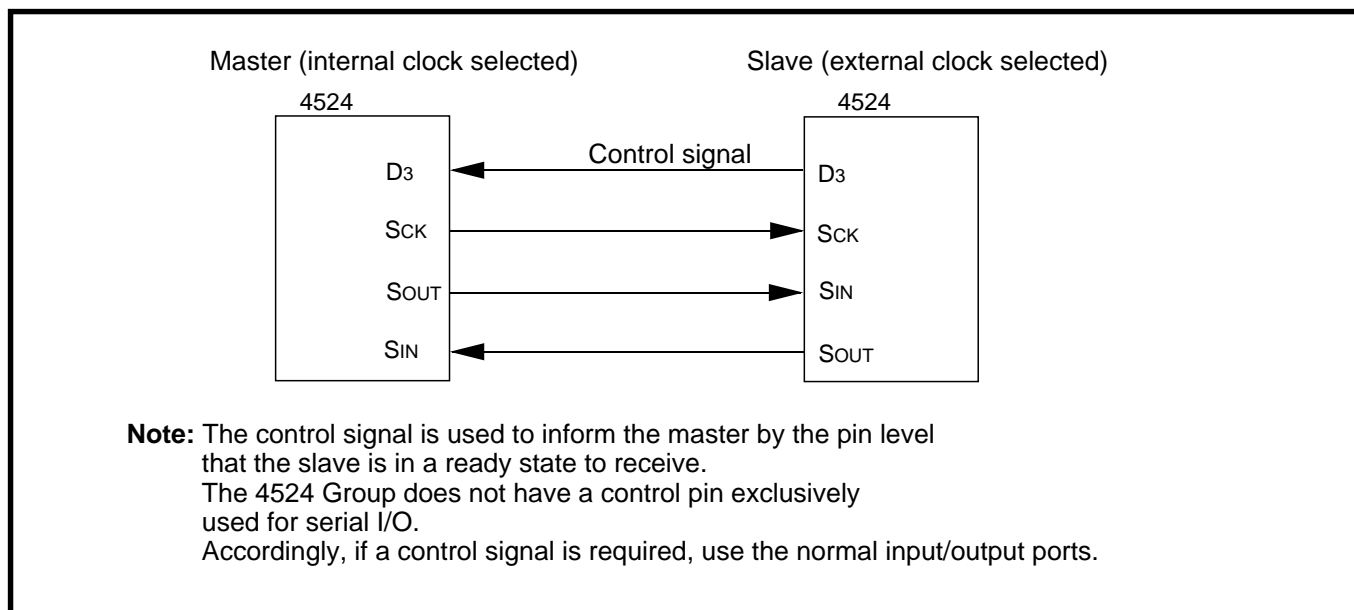 Master (internal clock selected) Slave (external clock selected)
4524 4524
Control signal
D3 D3
SCK SCK
SOUT SIN
SIN SOUT
Note: The control signal is used to inform the master by the pin level
that the slave is in a ready state to receive.
The 4524 Group does not have a control pin exclusively
used for serial I/O.
Accordingly, if a control signal is required, use the normal input/output ports.